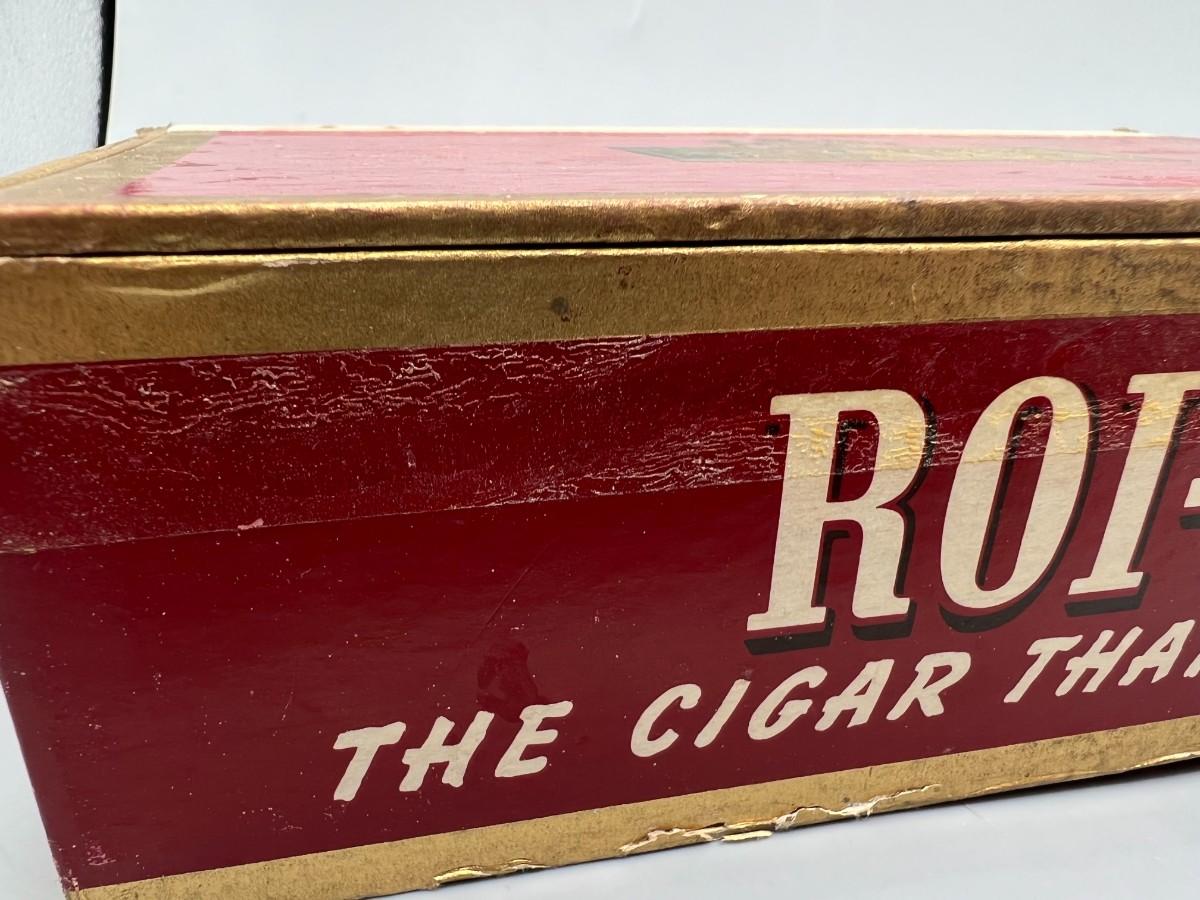 ROI-
THE CIGAR THA